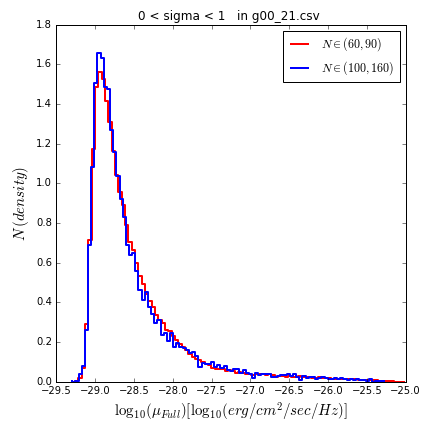 0 < sigma < 1   in g00_21.csv
N ∈ (60, 90)
N ∈ (100, 160)
N(density)
1.8
1.6
1.4
1.2
1.0
0.8
0.6
0.4
0.2
0.0
−29.5 −29.0 −28.5 −28.0 −27.5 −27.0 −26.5 −26.0 −25.5 −25.0
log₁₀(μ_Full)[log₁₀(erg/cm²/sec/Hz)]